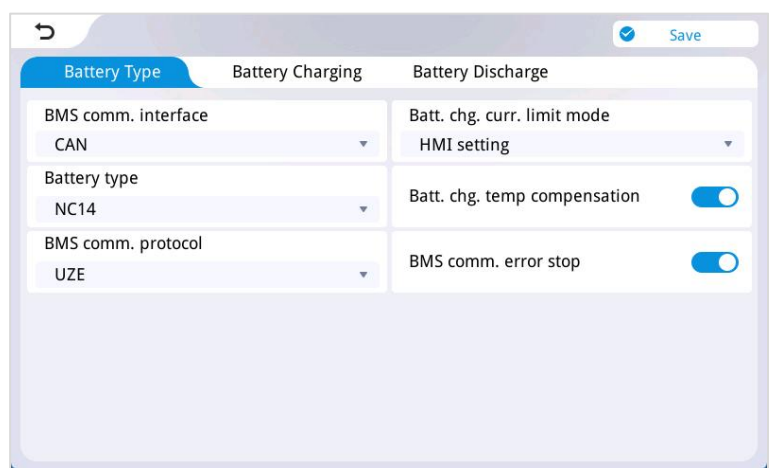 Save
Battery Type
Battery Charging
Battery Discharge
BMS comm. interface
CAN
Batt. chg. curr. limit mode
HMI setting
Battery type
NC14
Batt. chg. temp compensation
BMS comm. protocol
UZE
BMS comm. error stop